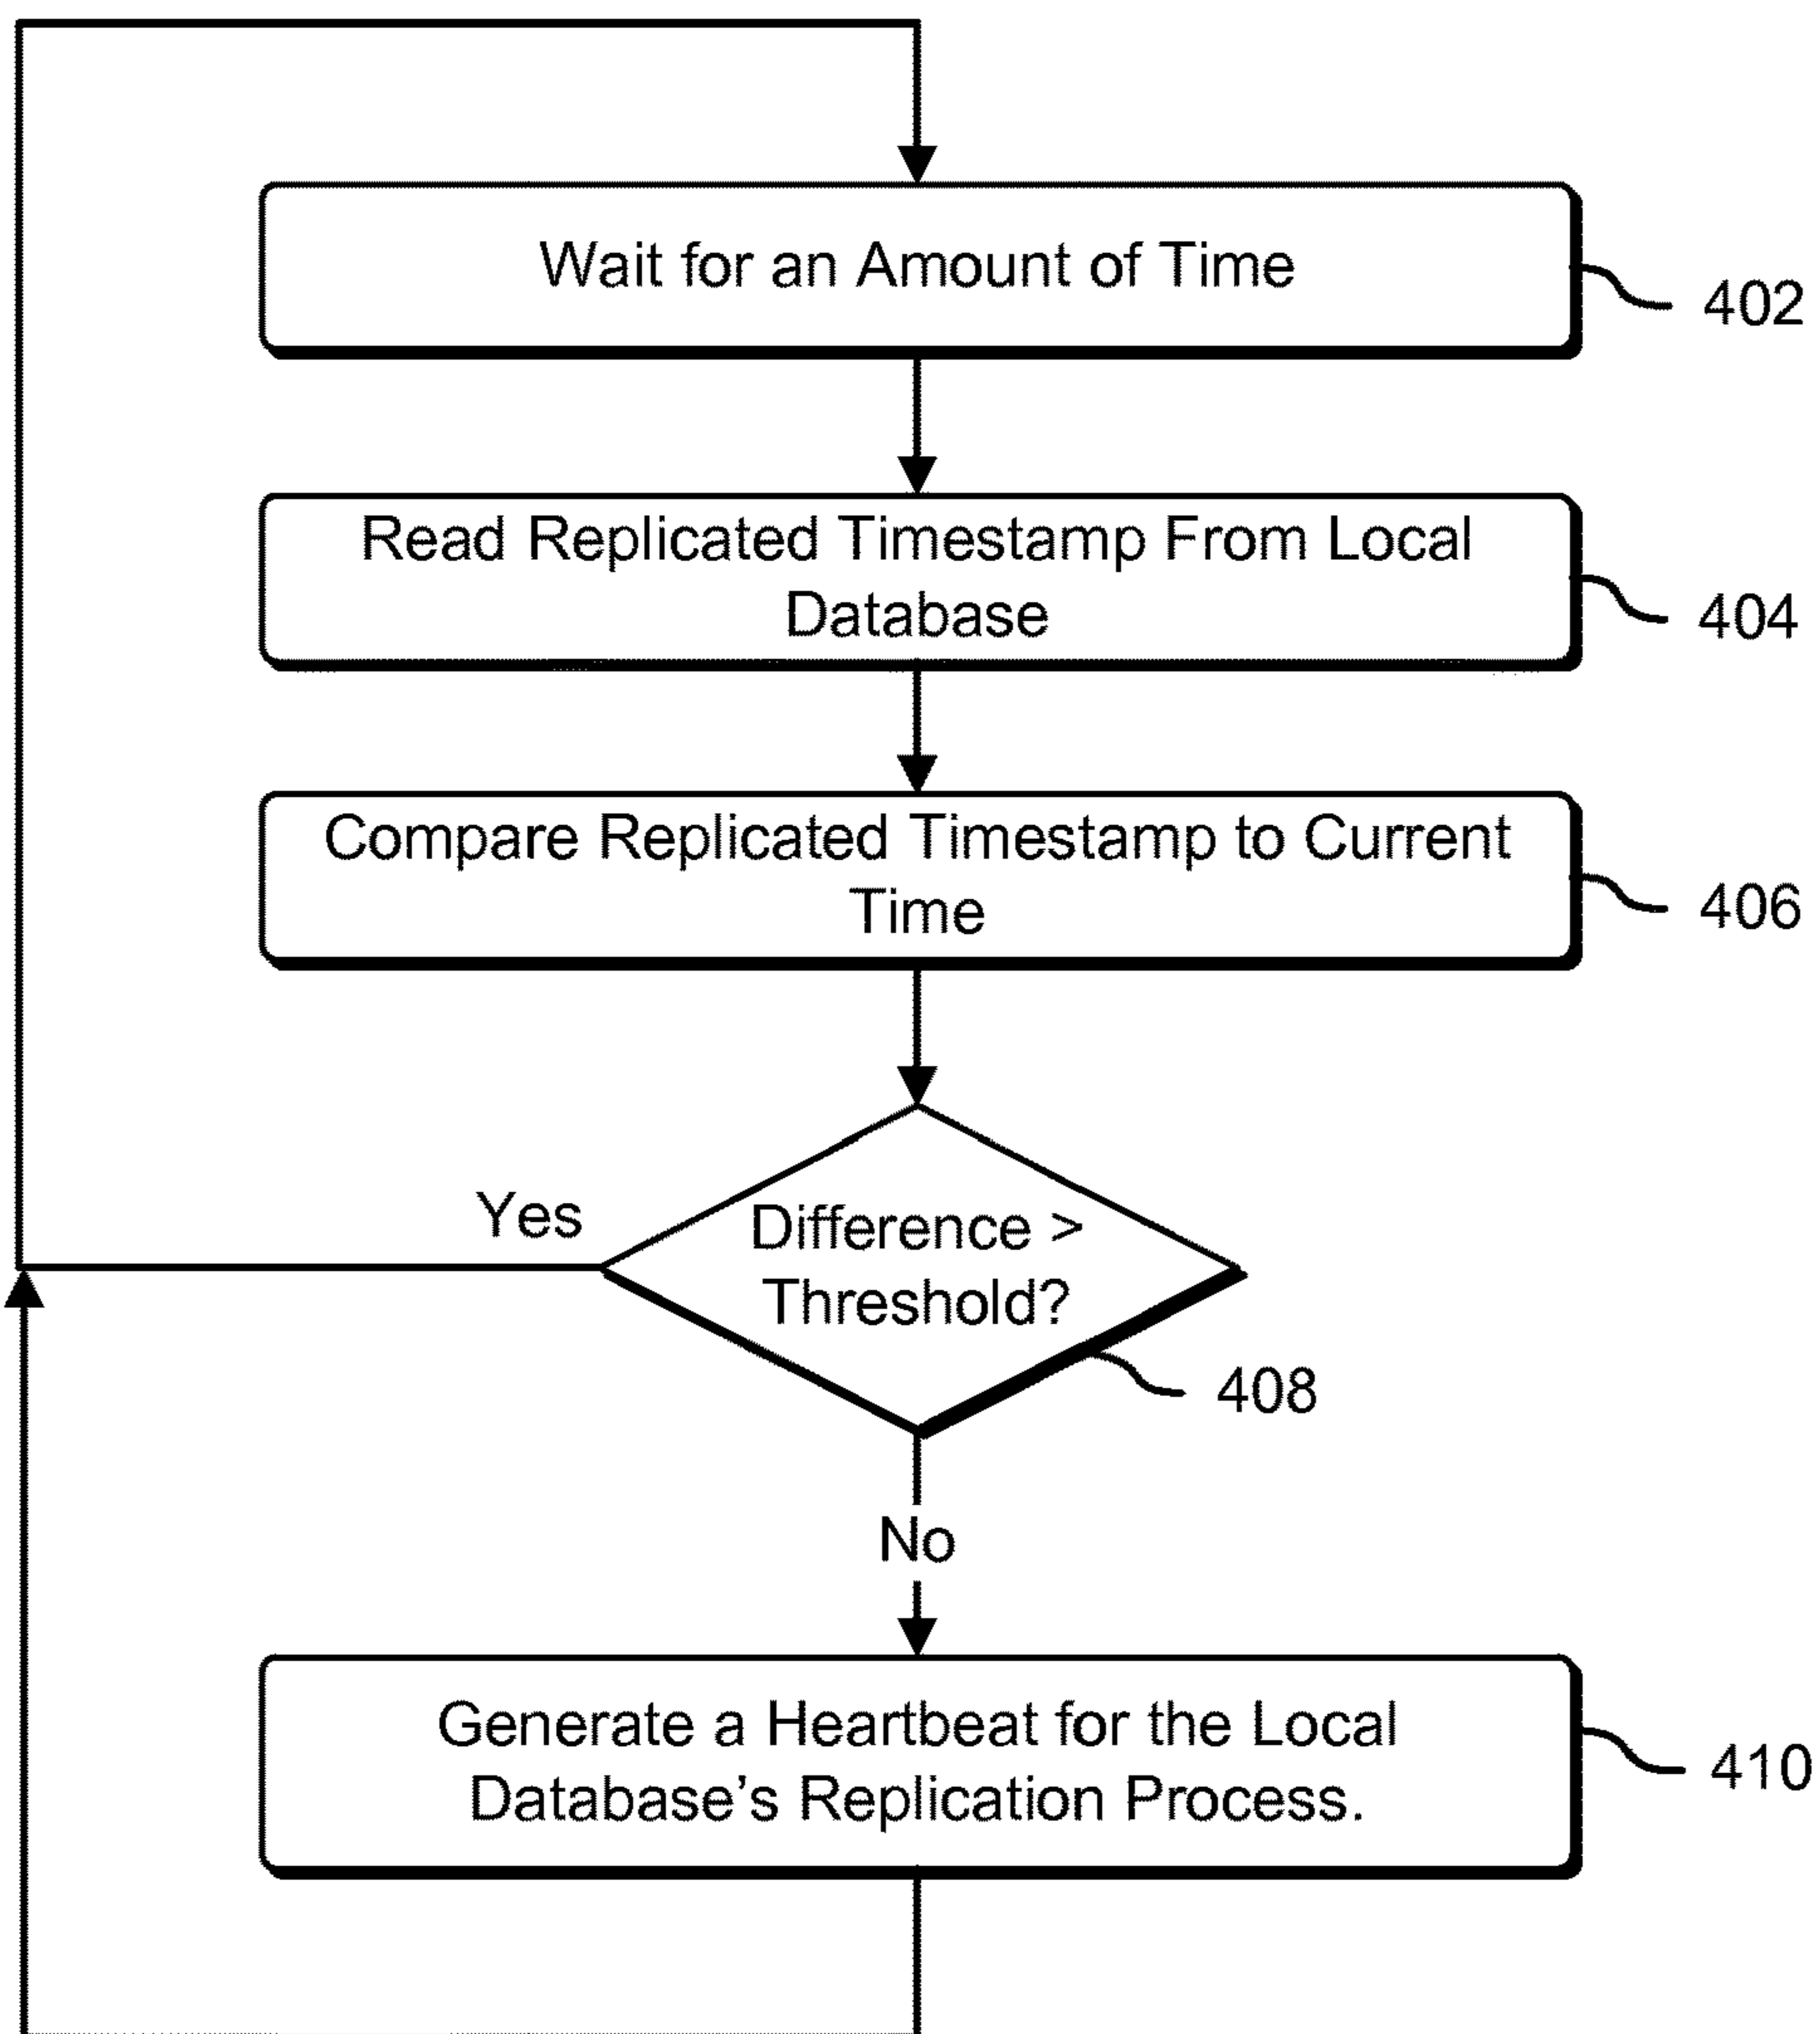 Wait for an Amount of Time
402
Read Replicated Timestamp From Local
Database
404
Compare Replicated Timestamp to Current
Time
406
Yes
Difference >
Threshold?
408
No
Generate a Heartbeat for the Local
Database’s Replication Process.
410